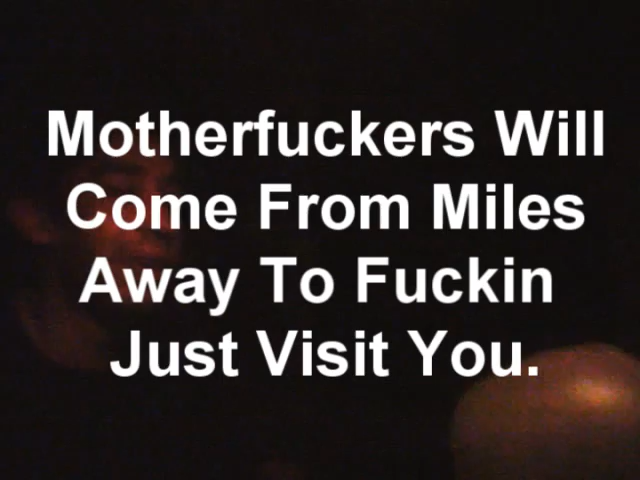 Motherfuckers Will
Come From Miles
Away To Fuckin
Just Visit You.